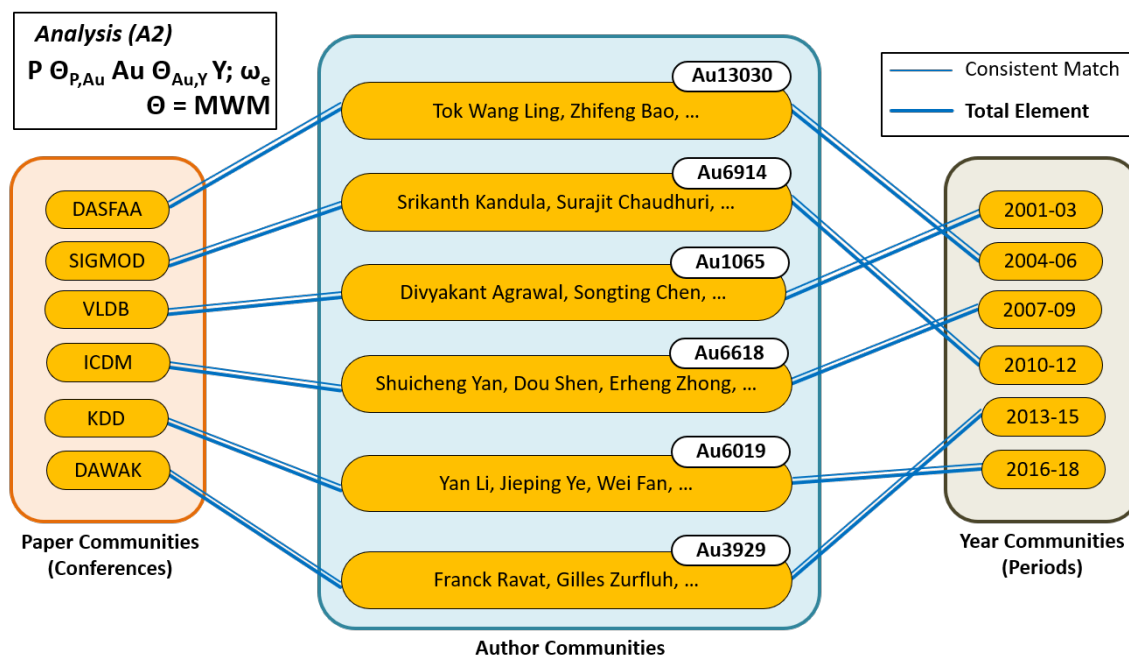 Analysis (A2)
P Θ_P,Au Au Θ_Au,Y Y; ω_e
Θ = MWM
Consistent Match
Total Element
DASFAA
SIGMOD
VLDB
ICDM
KDD
DAWAK
Paper Communities
(Conferences)
Au13030
Tok Wang Ling, Zhifeng Bao, ...
Au6914
Srikanth Kandula, Surajit Chaudhuri, ...
Au1065
Divyakant Agrawal, Songting Chen, ...
Au6618
Shuicheng Yan, Dou Shen, Erheng Zhong, ...
Au6019
Yan Li, Jieping Ye, Wei Fan, ...
Au3929
Franck Ravat, Gilles Zurfluh, ...
Author Communities
2001-03
2004-06
2007-09
2010-12
2013-15
2016-18
Year Communities
(Periods)